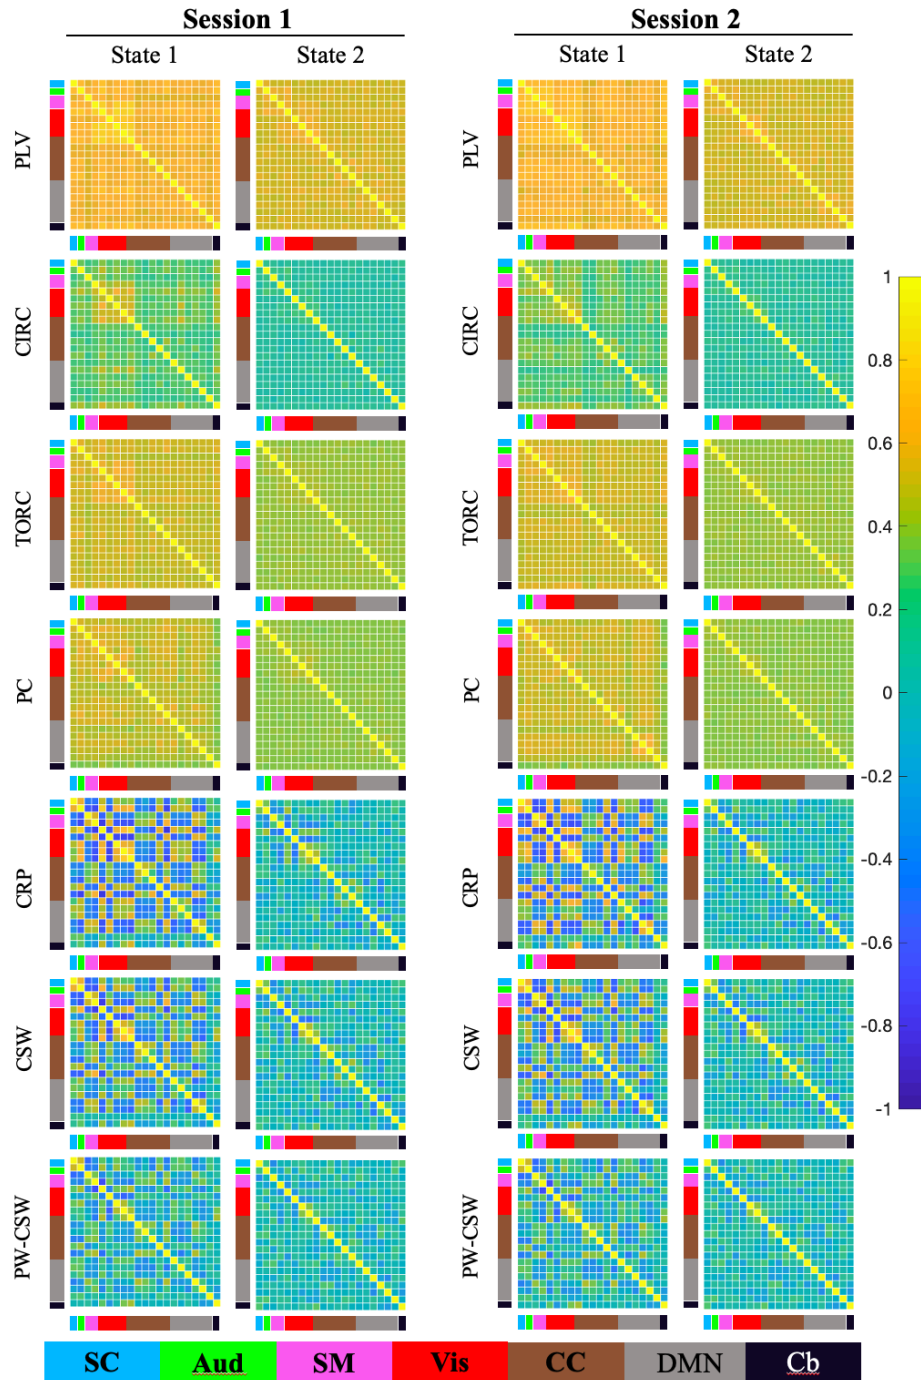 Session 1
Session 2
State 1
State 2
State 1
State 2
PLV
PLV
CIRC
CIRC
TORC
TORC
PC
PC
CRP
CRP
CSW
CSW
PW-CSW
PW-CSW
1
0.8
0.6
0.4
0.2
0
-0.2
-0.4
-0.6
-0.8
-1
SC Aud SM Vis CC DMN Cb